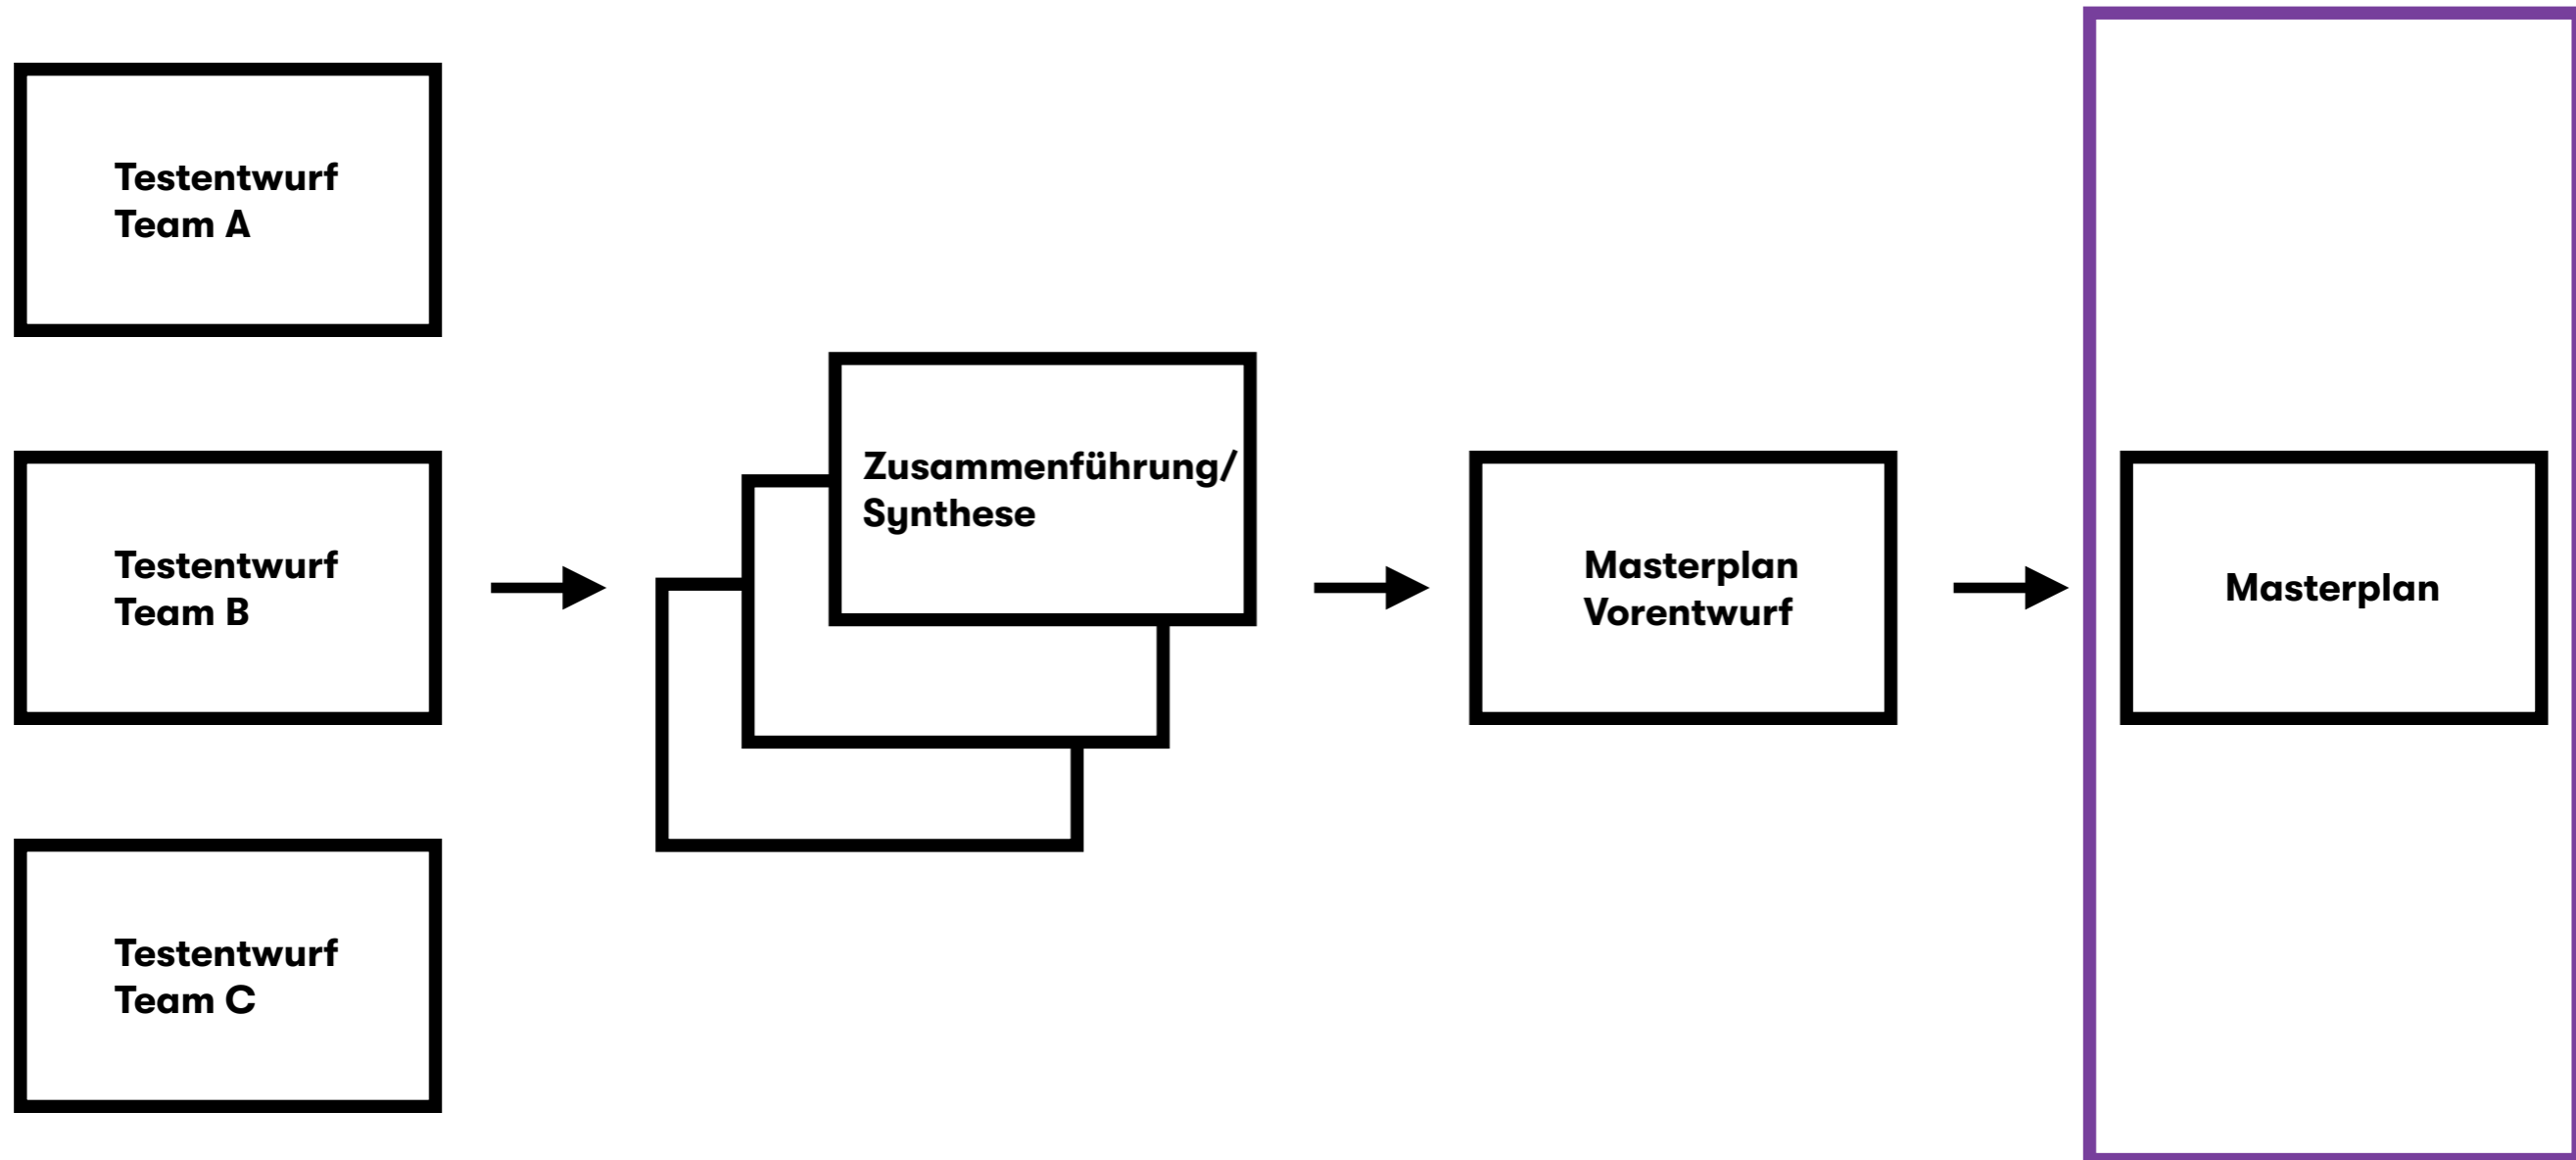 Testentwurf
Team A
Testentwurf
Team B
Testentwurf
Team C
Zusammenführung/
Synthese
Masterplan
Vorentwurf
Masterplan